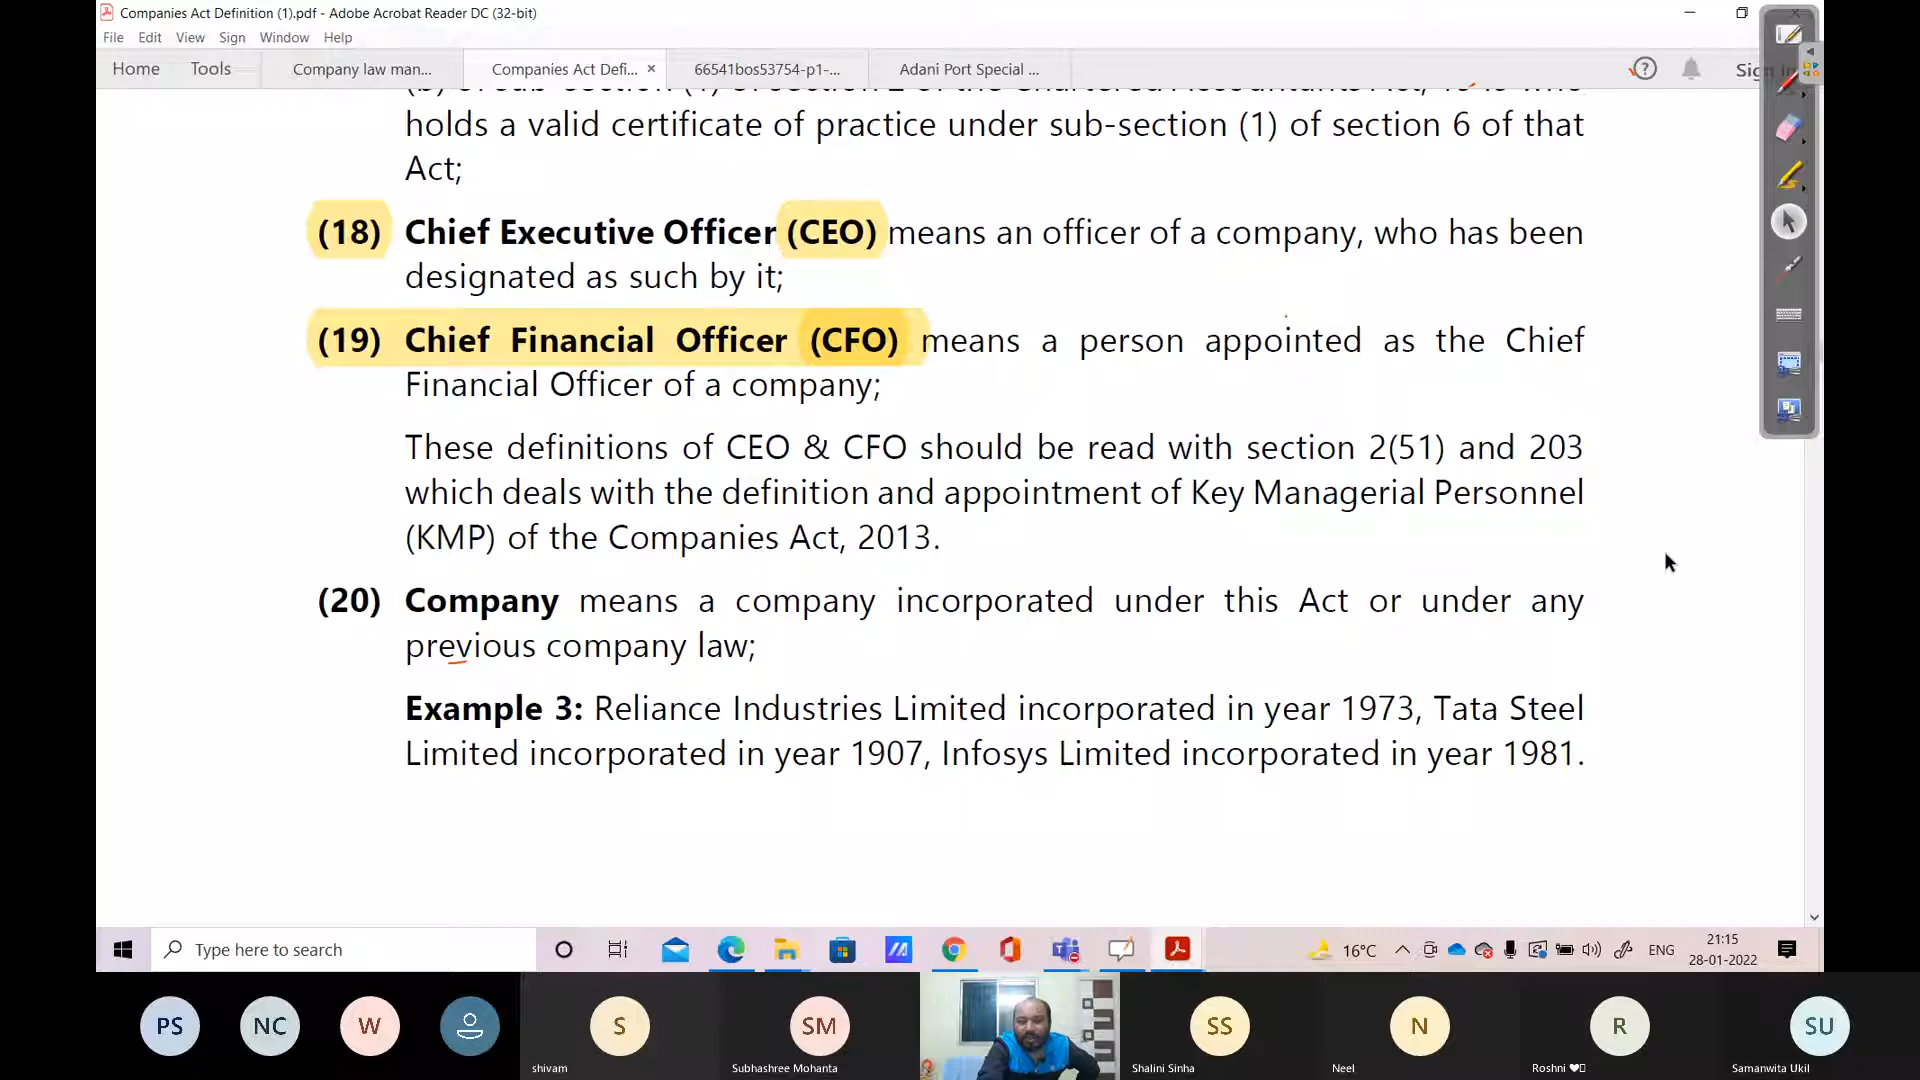 Companies Act Definition (1).pdf - Adobe Acrobat Reader DC (32-bit)
File Edit View Sign Window Help
Home Tools Company law man... Companies Act Defi... × 66541bos53754-p1-... Adani Port Special ... Sign In
holds a valid certificate of practice under sub-section (1) of section 6 of that
Act;
(18) Chief Executive Officer (CEO) means an officer of a company, who has been
designated as such by it;
(19) Chief Financial Officer (CFO) means a person appointed as the Chief
Financial Officer of a company;
These definitions of CEO & CFO should be read with section 2(51) and 203
which deals with the definition and appointment of Key Managerial Personnel
(KMP) of the Companies Act, 2013.
(20) Company means a company incorporated under this Act or under any
previous company law;
Example 3: Reliance Industries Limited incorporated in year 1973, Tata Steel
Limited incorporated in year 1907, Infosys Limited incorporated in year 1981.
Type here to search 16°C ENG 21:15
28-01-2022
PS NC W S SM SS N R SU
shivam Subhashree Mohanta Shalini Sinha Neel Roshni ❤ Samanwita Ukil